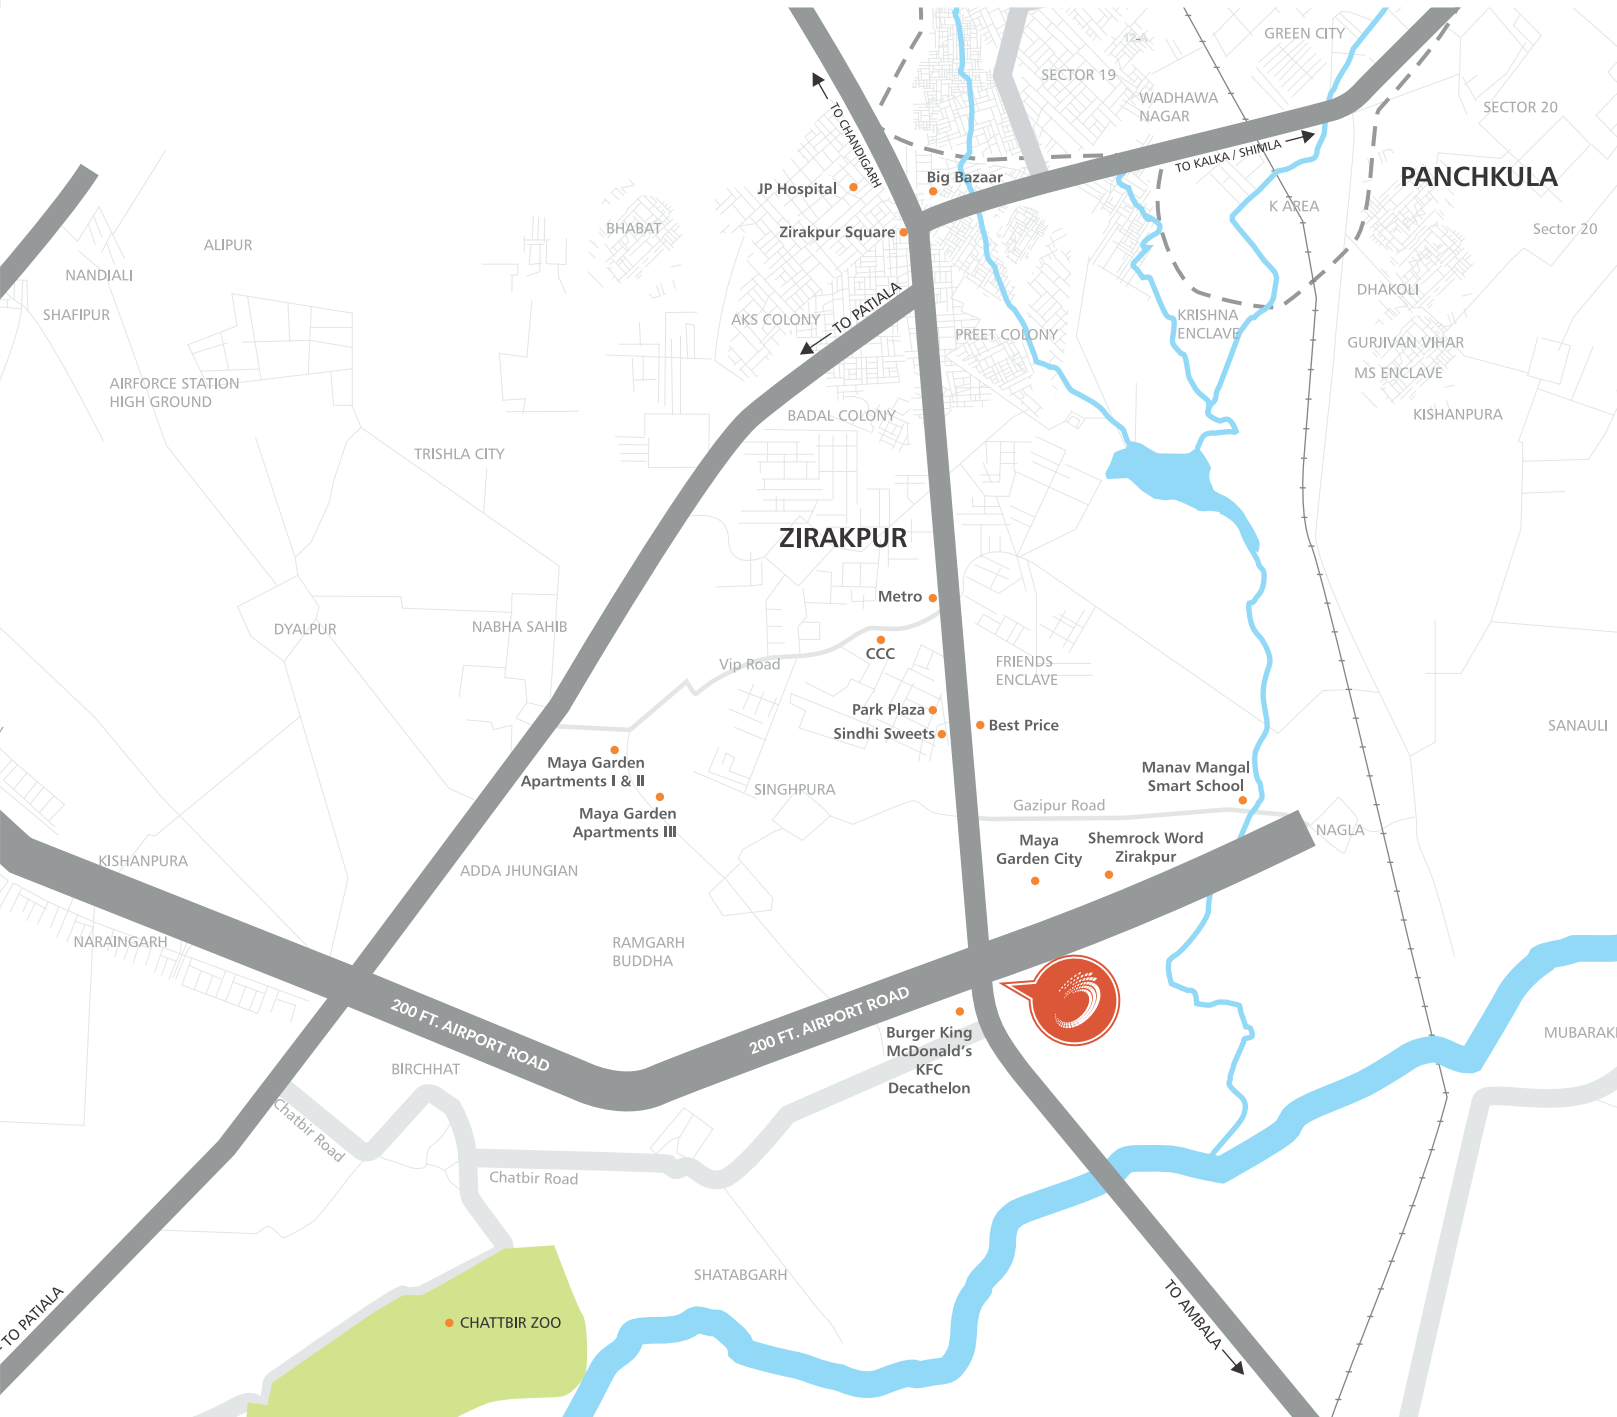 GREEN CITY
12-A
SECTOR 19
WADHAWA
NAGAR
SECTOR 20
TO CHANDIGARH
TO KALKA / SHIMLA
PANCHKULA
JP Hospital
Big Bazaar
K AREA
Sector 20
BHABAT
Zirakpur Square
ALIPUR
NANDIALI
SHAFIPUR
DHAKOLI
TO PATIALA
AKS COLONY
PREET COLONY
KRISHNA
ENCLAVE
GURJIVAN VIHAR
MS ENCLAVE
AIRFORCE STATION
HIGH GROUND
BADAL COLONY
KISHANPURA
TRISHLA CITY
ZIRAKPUR
Metro
DYALPUR
NABHA SAHIB
CCC
Vip Road
FRIENDS
ENCLAVE
Park Plaza
Sindhi Sweets
Best Price
SANAULI
Maya Garden
Apartments I & II
Maya Garden
Apartments III
SINGHPURA
Manav Mangal
Smart School
Gazipur Road
NAGLA
Maya
Garden City
Shemrock Word
Zirakpur
KISHANPURA
ADDA JHUNGIAN
NARAINGARH
RAMGARH
BUDDHA
200 FT. AIRPORT ROAD
200 FT. AIRPORT ROAD
Burger King
McDonald's
KFC
Decathelon
MUBARAK
BIRCHHAT
Chatbir Road
Chatbir Road
SHATABGARH
TO PATIALA
CHATTBIR ZOO
TO AMBALA